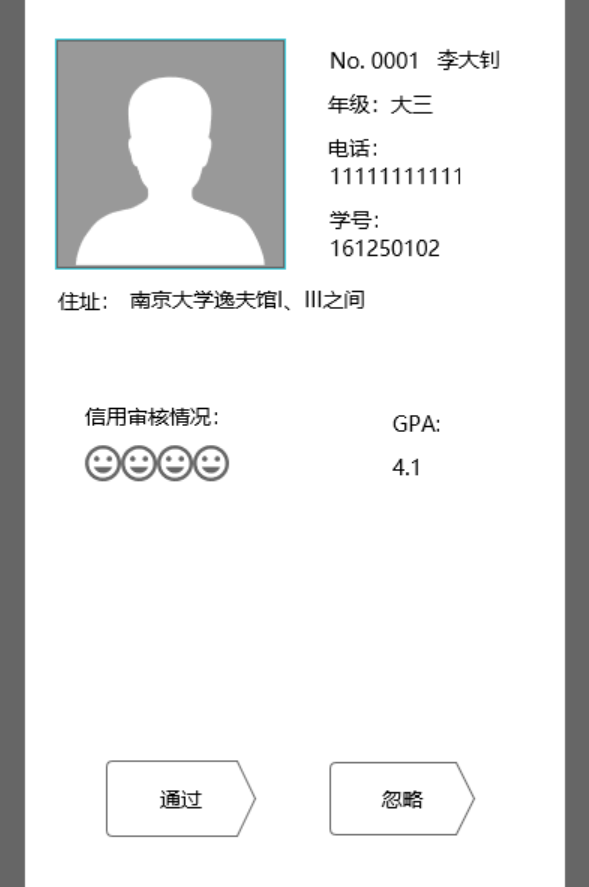 No. 0001 李大钊
年级：大三
电话：
11111111111
学号：
161250102
住址： 南京大学逸夫馆I、III之间
信用审核情况：
GPA:
4.1
通过
忽略